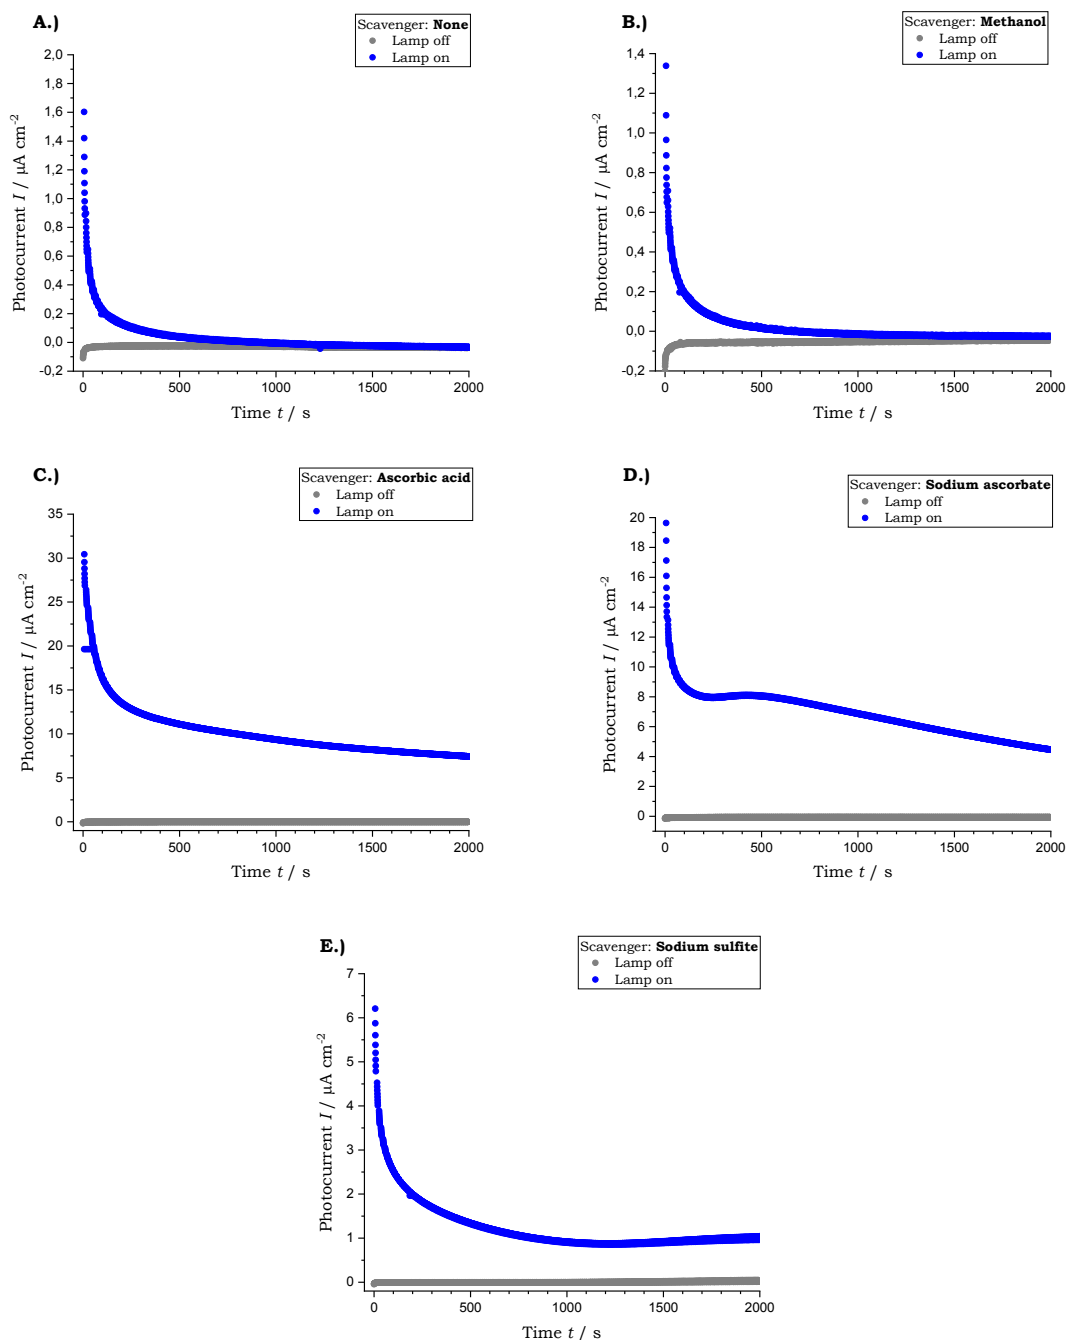 A.)
Scavenger: None
Lamp off
Lamp on
2,0
1,8
1,6
1,4
1,2
1,0
0,8
0,6
0,4
0,2
0,0
-0,2
Photocurrent I / µA cm-2
0 500 1000 1500 2000
Time t / s
B.)
Scavenger: Methanol
Lamp off
Lamp on
1,4
1,2
1,0
0,8
0,6
0,4
0,2
0,0
-0,2
Photocurrent I / µA cm-2
0 500 1000 1500 2000
Time t / s
C.)
Scavenger: Ascorbic acid
Lamp off
Lamp on
35
30
25
20
15
10
5
0
Photocurrent I / µA cm-2
0 500 1000 1500 2000
Time t / s
D.)
Scavenger: Sodium ascorbate
Lamp off
Lamp on
20
18
16
14
12
10
8
6
4
2
0
Photocurrent I / µA cm-2
0 500 1000 1500 2000
Time t / s
E.)
Scavenger: Sodium sulfite
Lamp off
Lamp on
7
6
5
4
3
2
1
0
Photocurrent I / µA cm-2
0 500 1000 1500 2000
Time t / s